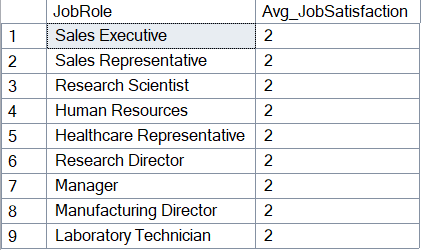 JobRole Avg_JobSatisfaction
1 Sales Executive 2
2 Sales Representative 2
3 Research Scientist 2
4 Human Resources 2
5 Healthcare Representative 2
6 Research Director 2
7 Manager 2
8 Manufacturing Director 2
9 Laboratory Technician 2